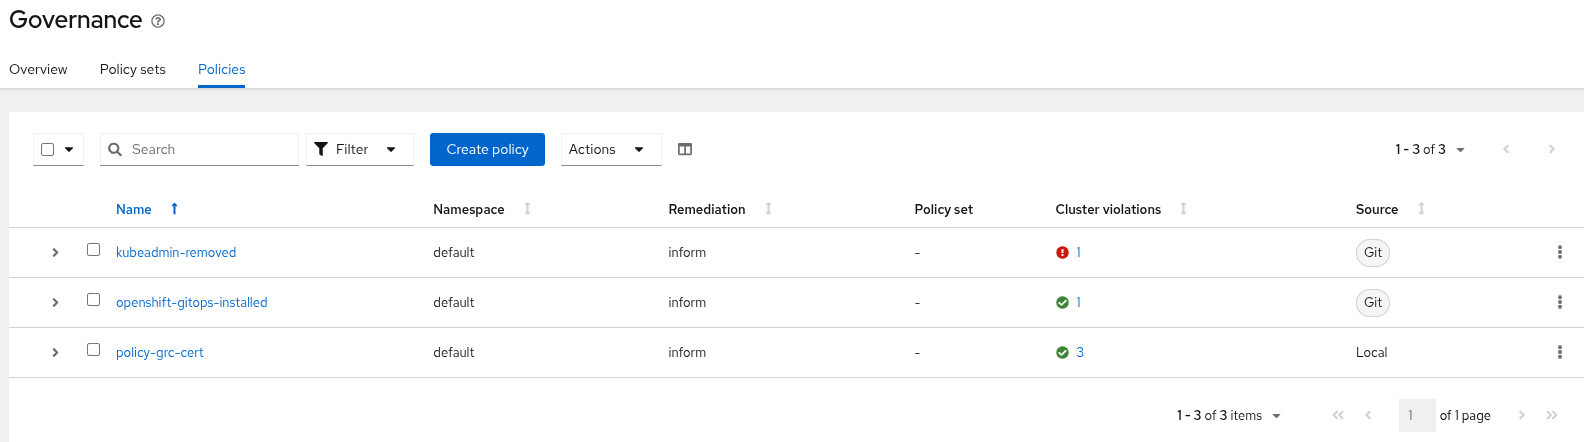 Governance
Overview Policy sets Policies
Search Filter Create policy Actions 1 - 3 of 3
Name Namespace Remediation Policy set Cluster violations Source
kubeadmin-removed default inform - 1 Git
openshift-gitops-installed default inform - 1 Git
policy-grc-cert default inform - 3 Local
1 - 3 of 3 items 1 of 1 page